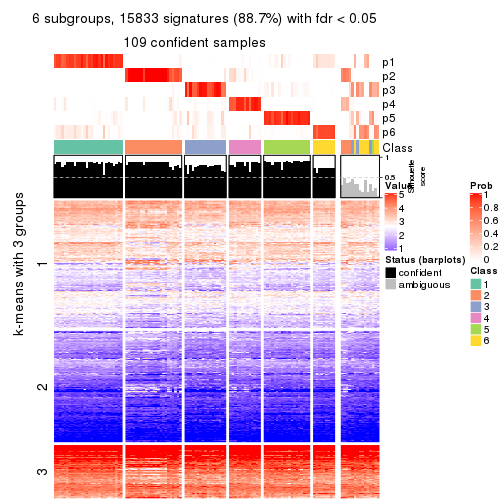 6 subgroups, 15833 signatures (88.7%) with fdr < 0.05
109 confident samples
p1
p2
p3
p4
p5
p6
Class
1
0.5
0
Silhouette
score
k-means with 3 groups
1
2
3
Value
5
4
3
2
1
Status (barplots)
confident
ambiguous
Prob
1
0.8
0.6
0.4
0.2
0
Class
1
2
3
4
5
6